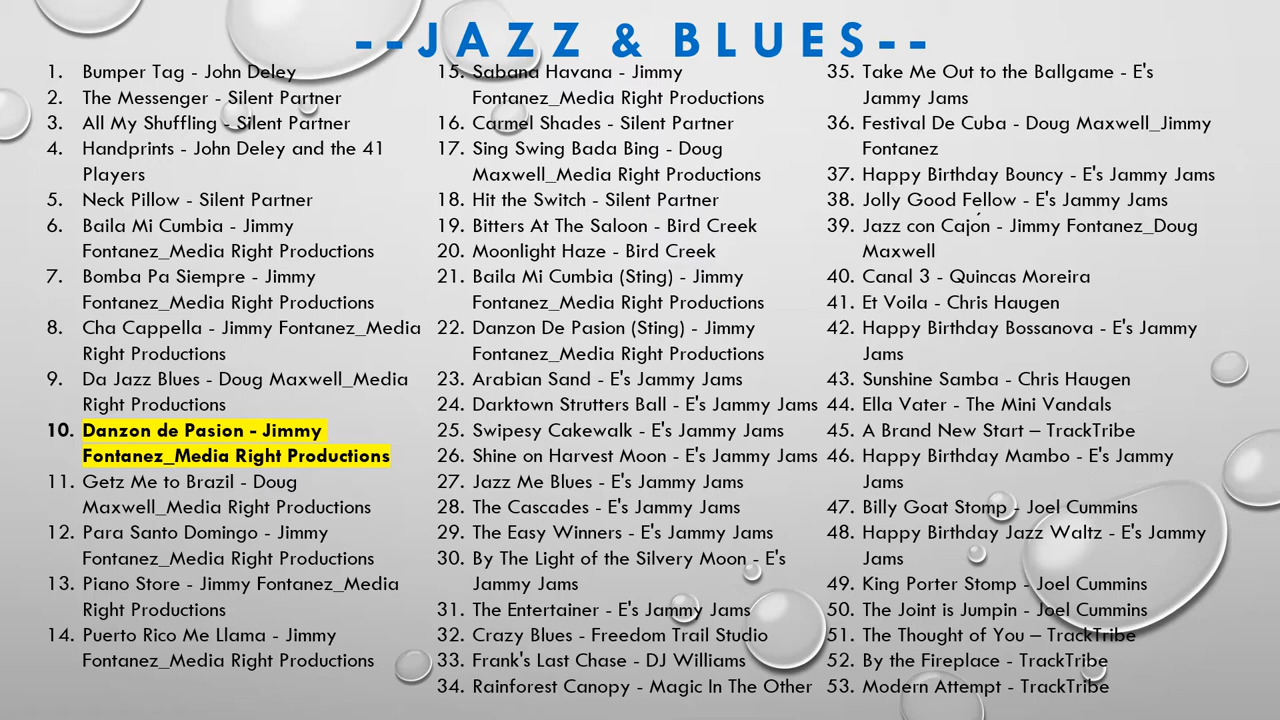 --JAZZ & BLUES--
1. Bumper Tag - John Deley
2. The Messenger - Silent Partner
3. All My Shuffling - Silent Partner
4. Handprints - John Deley and the 41
Players
5. Neck Pillow - Silent Partner
6. Baila Mi Cumbia - Jimmy
Fontanez_Media Right Productions
7. Bomba Pa Siempre - Jimmy
Fontanez_Media Right Productions
8. Cha Cappella - Jimmy Fontanez_Media
Right Productions
9. Da Jazz Blues - Doug Maxwell_Media
Right Productions
10. Danzon de Pasion - Jimmy
Fontanez_Media Right Productions
11. Getz Me to Brazil - Doug
Maxwell_Media Right Productions
12. Para Santo Domingo - Jimmy
Fontanez_Media Right Productions
13. Piano Store - Jimmy Fontanez_Media
Right Productions
14. Puerto Rico Me Llama - Jimmy
Fontanez_Media Right Productions
15. Sabana Havana - Jimmy
Fontanez_Media Right Productions
16. Carmel Shades - Silent Partner
17. Sing Swing Bada Bing - Doug
Maxwell_Media Right Productions
18. Hit the Switch - Silent Partner
19. Bitters At The Saloon - Bird Creek
20. Moonlight Haze - Bird Creek
21. Baila Mi Cumbia (Sting) - Jimmy
Fontanez_Media Right Productions
22. Danzon De Pasion (Sting) - Jimmy
Fontanez_Media Right Productions
23. Arabian Sand - E's Jammy Jams
24. Darktown Strutters Ball - E's Jammy Jams
25. Swipesy Cakewalk - E's Jammy Jams
26. Shine on Harvest Moon - E's Jammy Jams
27. Jazz Me Blues - E's Jammy Jams
28. The Cascades - E's Jammy Jams
29. The Easy Winners - E's Jammy Jams
30. By The Light of the Silvery Moon - E's
Jammy Jams
31. The Entertainer - E's Jammy Jams
32. Crazy Blues - Freedom Trail Studio
33. Frank's Last Chase - DJ Williams
34. Rainforest Canopy - Magic In The Other
35. Take Me Out to the Ballgame - E's
Jammy Jams
36. Festival De Cuba - Doug Maxwell_Jimmy
Fontanez
37. Happy Birthday Bouncy - E's Jammy Jams
38. Jolly Good Fellow - E's Jammy Jams
39. Jazz con Cajón - Jimmy Fontanez_Doug
Maxwell
40. Canal 3 - Quincas Moreira
41. Et Voila - Chris Haugen
42. Happy Birthday Bossanova - E's Jammy
Jams
43. Sunshine Samba - Chris Haugen
44. Ella Vater - The Mini Vandals
45. A Brand New Start – TrackTribe
46. Happy Birthday Mambo - E's Jammy
Jams
47. Billy Goat Stomp - Joel Cummins
48. Happy Birthday Jazz Waltz - E's Jammy
Jams
49. King Porter Stomp - Joel Cummins
50. The Joint is Jumpin - Joel Cummins
51. The Thought of You – TrackTribe
52. By the Fireplace - TrackTribe
53. Modern Attempt - TrackTribe